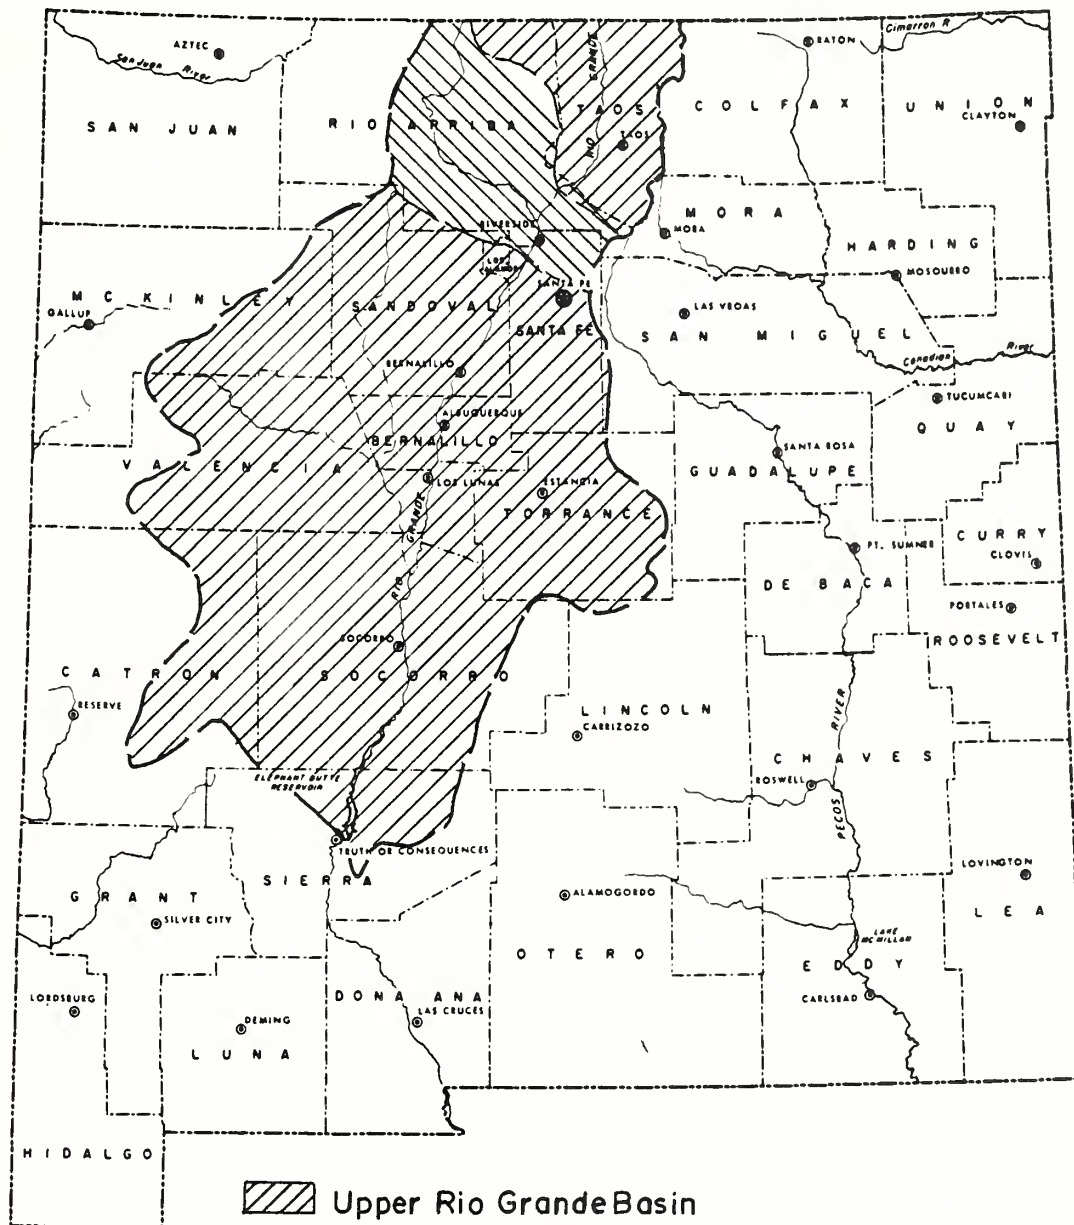 Cimarron R
AZTEC
RATON
San Juan River
RIO GRANDE
SAN JUAN
RIO ARRIBA
TAOS
COLFAX
UNION
CLAYTON
TAOS
MORA
RIVERSIDE
MORA
HARDING
LOS ALAMOS
MOSQUERO
SANTA FE
MCKINLEY
SANDOVAL
GALLUP
LAS VEGAS
SANTA FE
SAN MIGUEL
Canadian River
BERNALILLO
TUCUMCARI
ALBUQUERQUE
QUAY
BERNALILLO
SANTA ROSA
VALENCIA
GUADALUPE
LOS LUNAS
ESTANCIA
TORRANCE
RIO GRANDE
CURRY
FT. SUMNER
CLOVIS
DE BACA
PORTALES
SOCORRO
ROOSEVELT
CATRON
SOCORRO
RESERVE
LINCOLN
CARRIZOZO
CHAVES
ELEPHANT BUTTE
RESERVOIR
ROSWELL
PECOS RIVER
TRUTH OR CONSEQUENCES
LOVINGTON
SIERRA
GRANT
ALAMOGORDO
SILVER CITY
LEA
LAKE
MCMILLAN
OTERO
EDDY
LORDSBURG
DONA ANA
CARLSBAD
LAS CRUCES
DEMING
LUNA
HIDALGO
Upper Rio Grande Basin